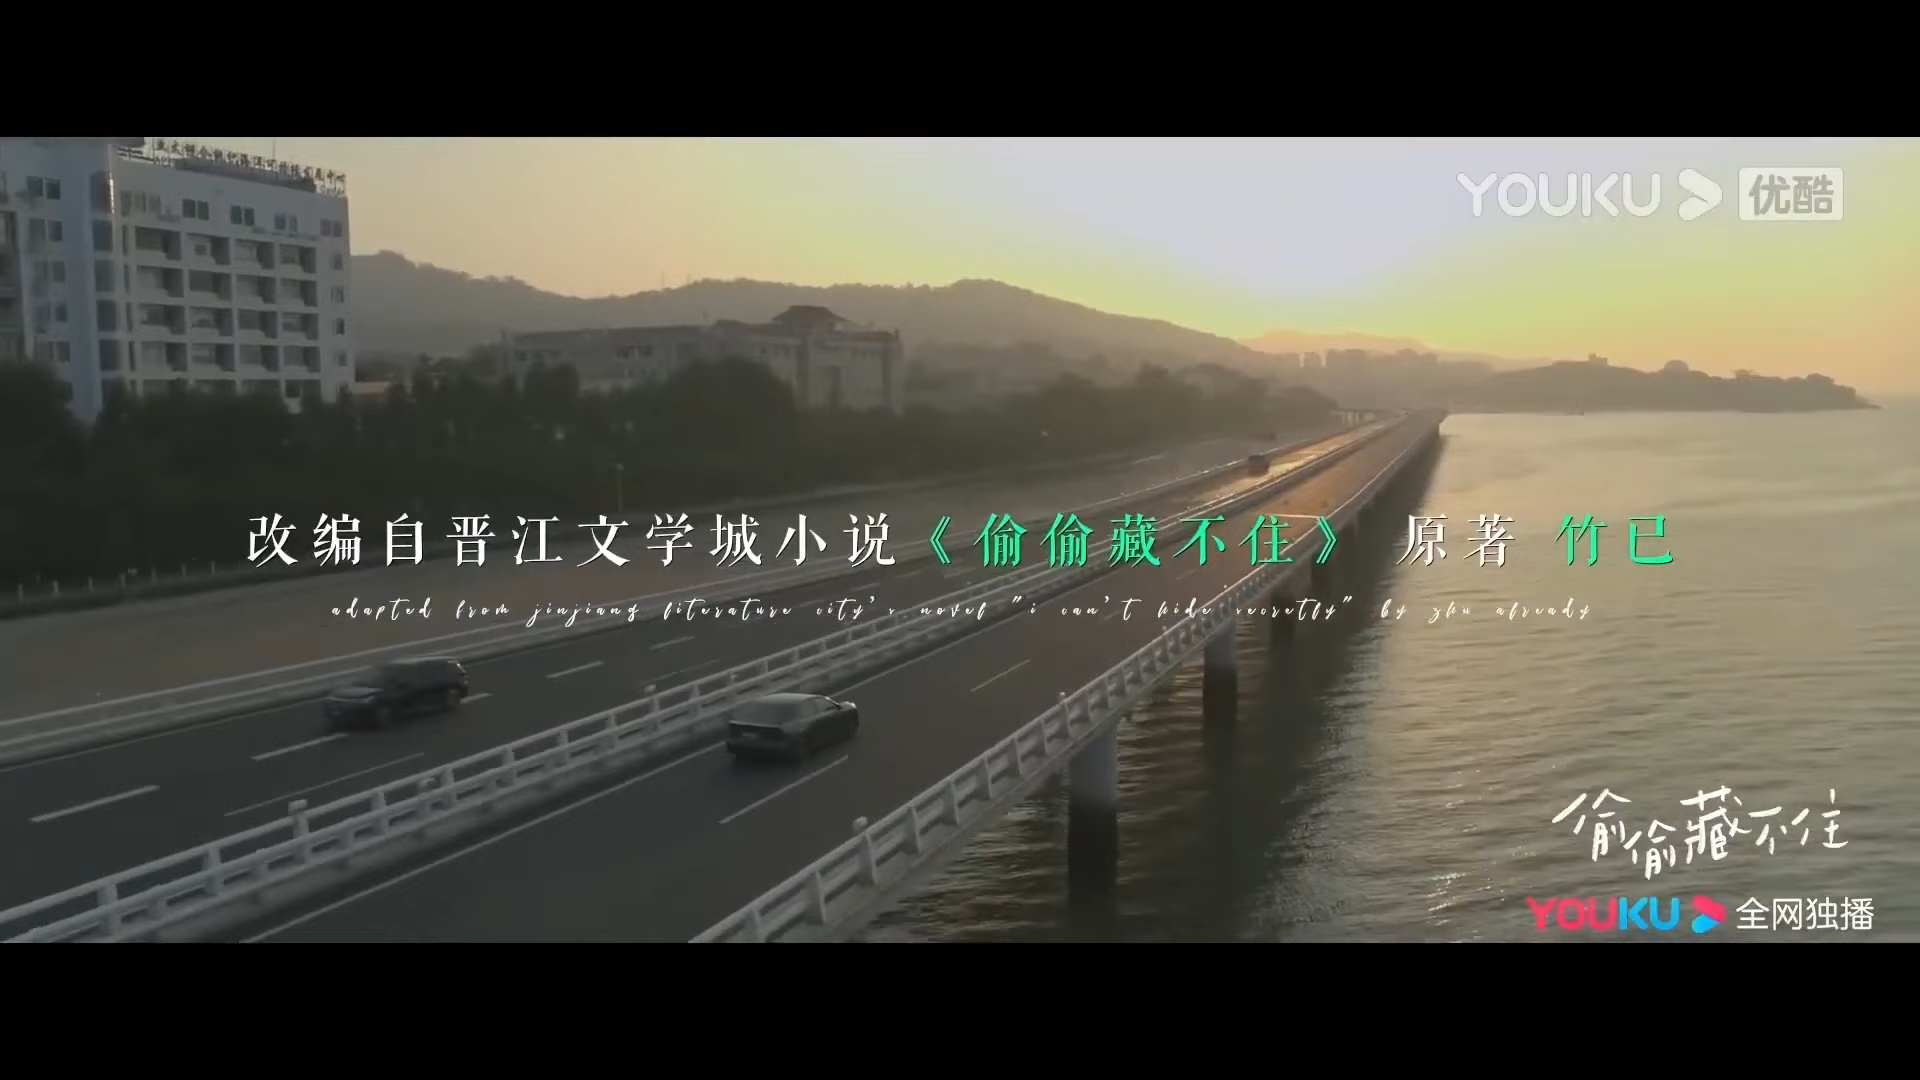 YOUKU 优酷
改编自晋江文学城小说《偷偷藏不住》 原著 竹已
adapted from jinjiang literature city's novel "i can't hide secretly" by zhu already
偷偷藏不住
YOUKU 全网独播